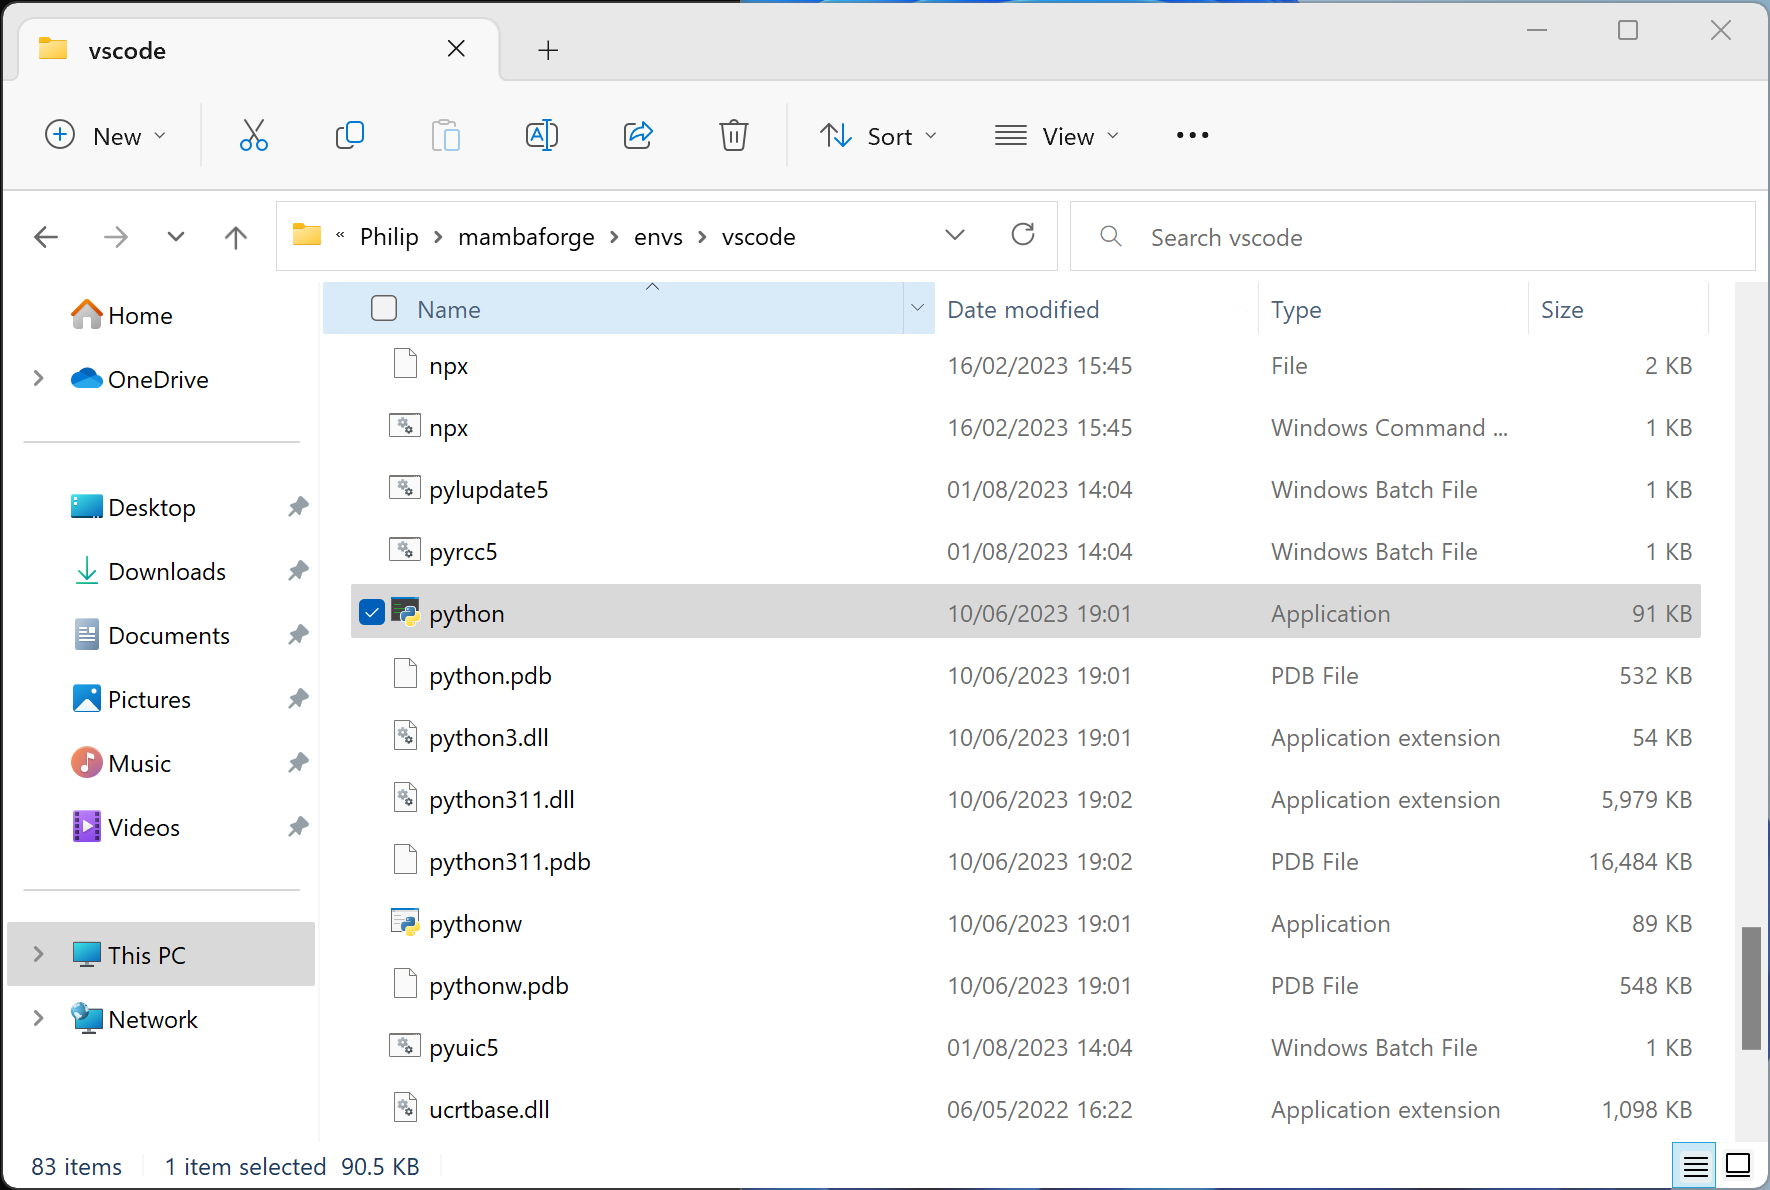 vscode
New
Sort
View
« Philip > mambaforge > envs > vscode
Search vscode
Home
OneDrive
Desktop
Downloads
Documents
Pictures
Music
Videos
This PC
Network
Name Date modified Type Size
npx 16/02/2023 15:45 File 2 KB
npx 16/02/2023 15:45 Windows Command ... 1 KB
pylupdate5 01/08/2023 14:04 Windows Batch File 1 KB
pyrcc5 01/08/2023 14:04 Windows Batch File 1 KB
python 10/06/2023 19:01 Application 91 KB
python.pdb 10/06/2023 19:01 PDB File 532 KB
python3.dll 10/06/2023 19:01 Application extension 54 KB
python311.dll 10/06/2023 19:02 Application extension 5,979 KB
python311.pdb 10/06/2023 19:02 PDB File 16,484 KB
pythonw 10/06/2023 19:01 Application 89 KB
pythonw.pdb 10/06/2023 19:01 PDB File 548 KB
pyuic5 01/08/2023 14:04 Windows Batch File 1 KB
ucrtbase.dll 06/05/2022 16:22 Application extension 1,098 KB
83 items 1 item selected 90.5 KB